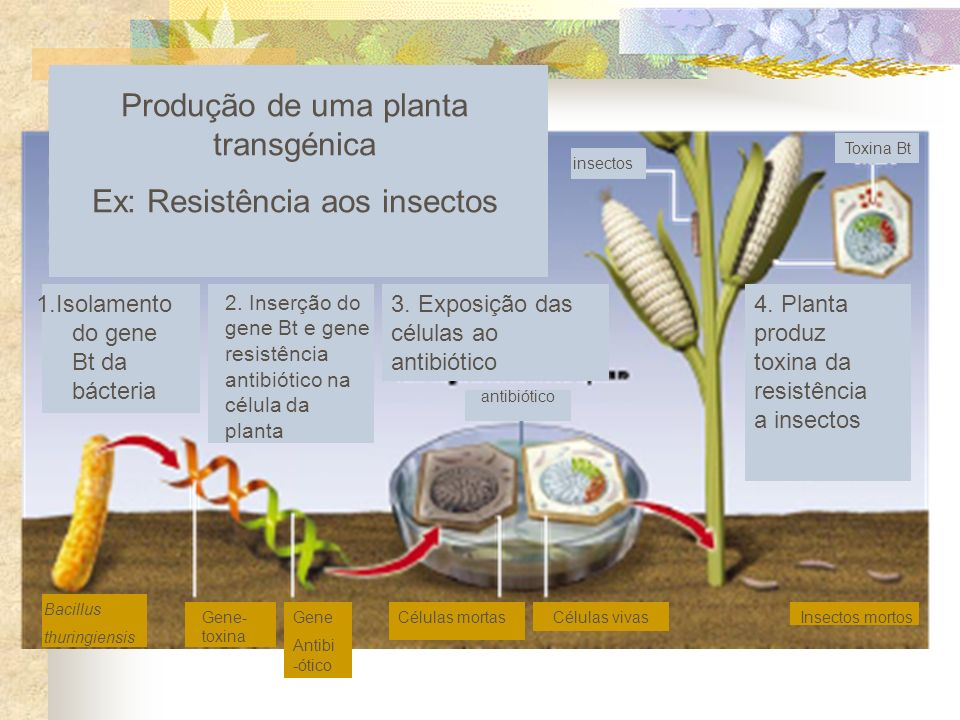 Produção de uma planta
transgénica
Ex: Resistência aos insectos
insectos
Toxina Bt
1.Isolamento
do gene
Bt da
bácteria
2. Inserção do
gene Bt e gene
resistência
antibiótico na
célula da
planta
3. Exposição das
células ao
antibiótico
antibiótico
4. Planta
produz
toxina da
resistência
a insectos
Bacillus
thuringiensis
Gene-
toxina
Gene
Antibi
-ótico
Células mortas
Células vivas
Insectos mortos